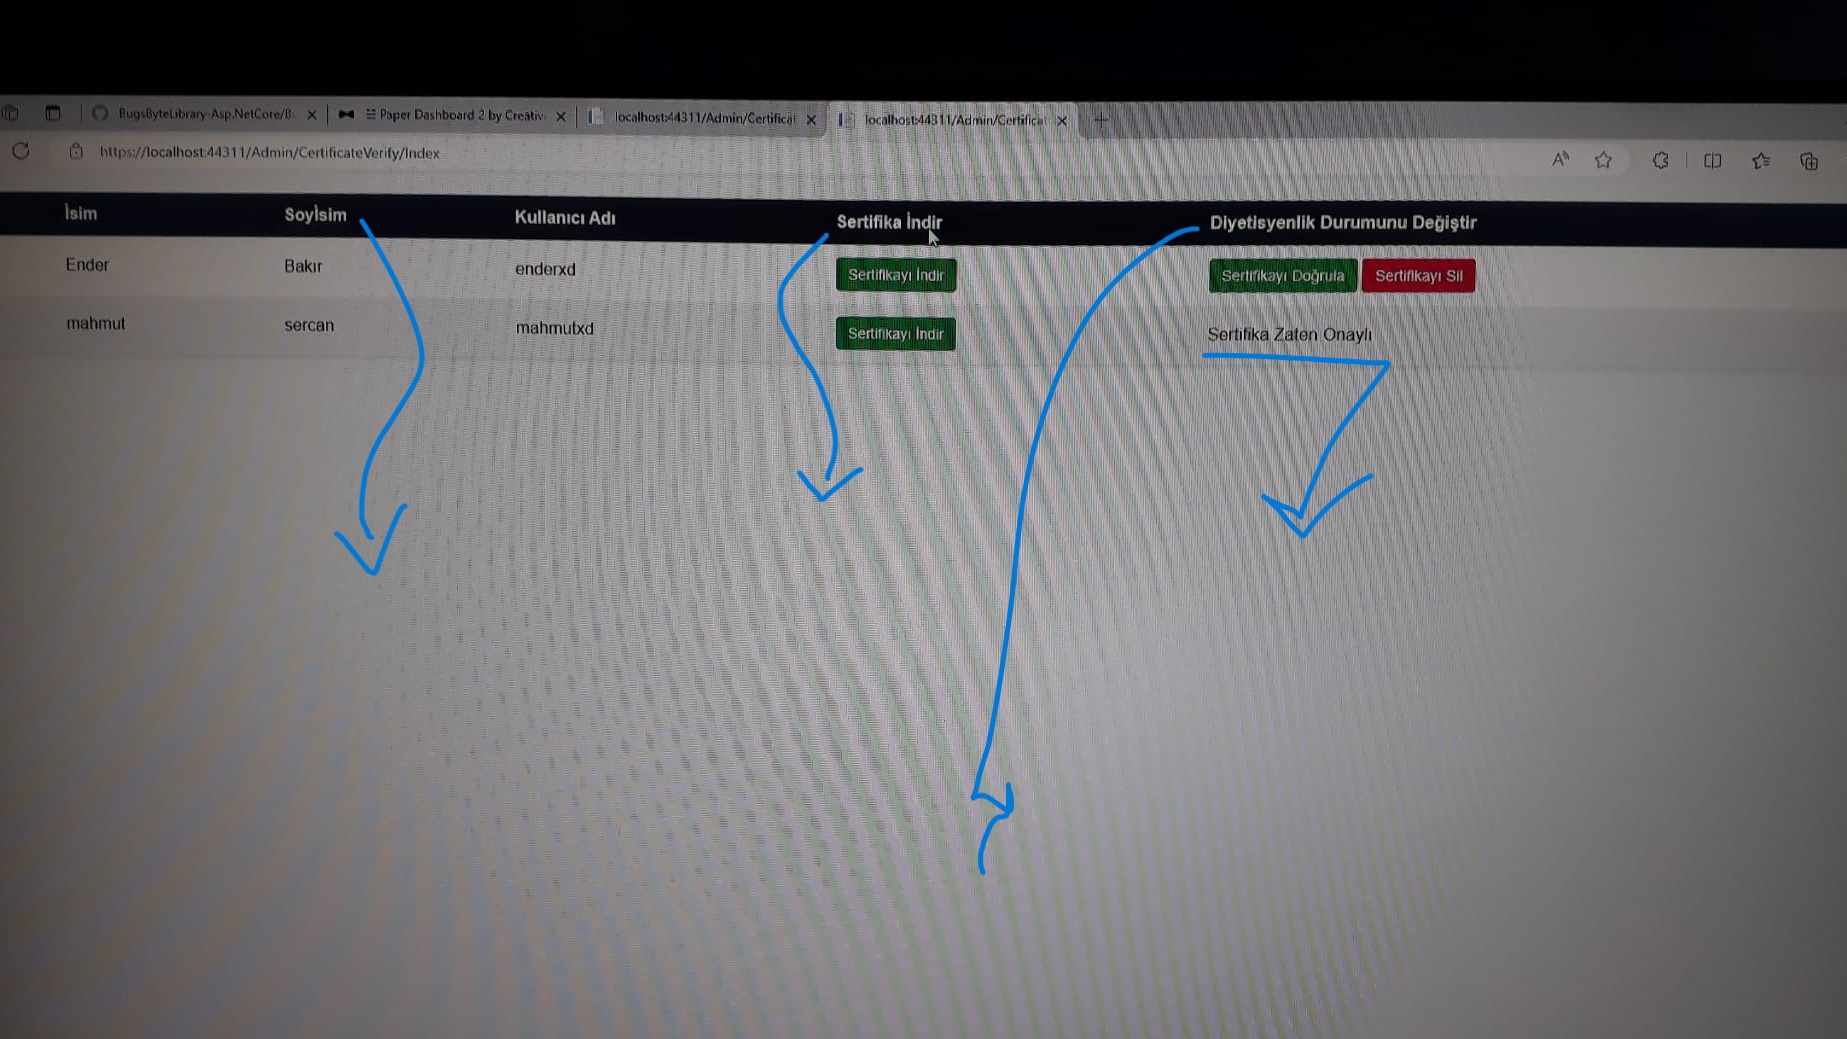 BugsByteLibrary-Asp.NetCore/B
Paper Dashboard 2 by Creativ
localhost:44311/Admin/Certificat
localhost:44311/Admin/Certificat
https://localhost:44311/Admin/CertificateVerify/Index
İsim Soyİsim Kullanıcı Adı Sertifika İndir Diyetisyenlik Durumunu Değiştir
Ender Bakır enderxd Sertifikayı İndir Sertifikayı Doğrula Sertifikayı Sil
mahmut sercan mahmutxd Sertifikayı İndir Sertifika Zaten Onaylı